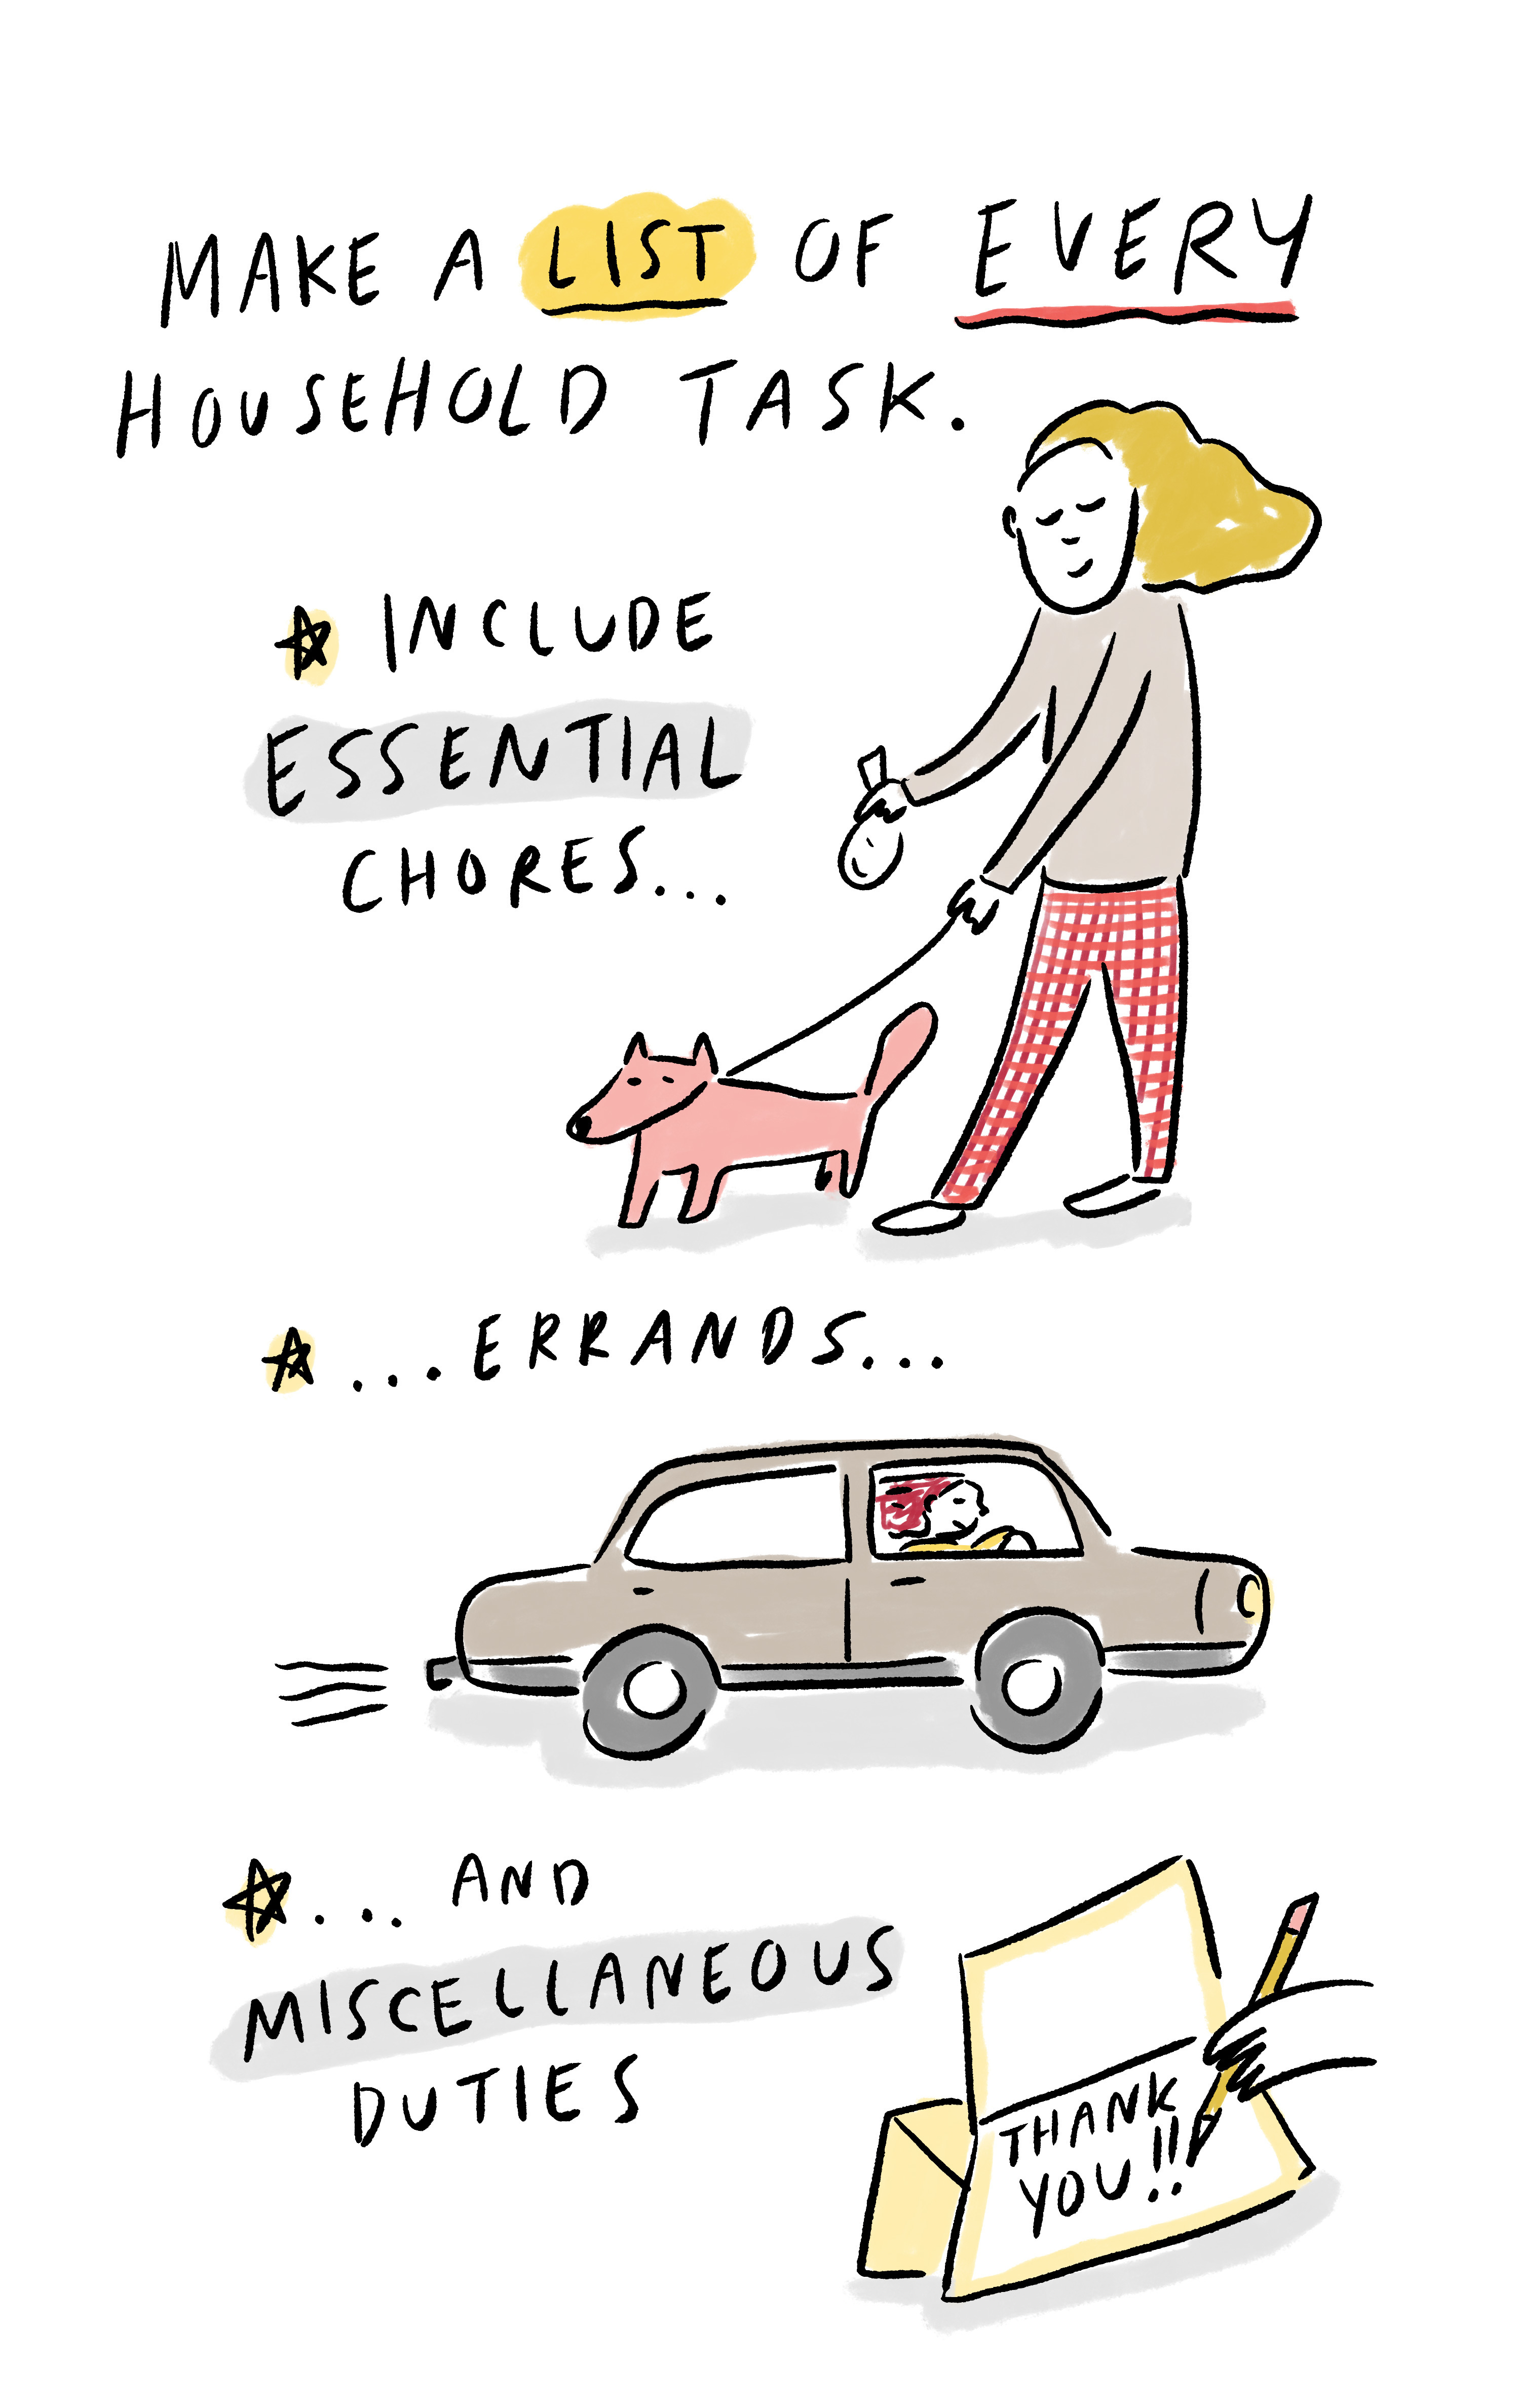 MAKE A LIST OF EVERY
HOUSEHOLD TASK.
INCLUDE
ESSENTIAL
CHORES...
...ERRANDS...
... AND
MISCELLANEOUS
DUTIES
THANK
YOU!!